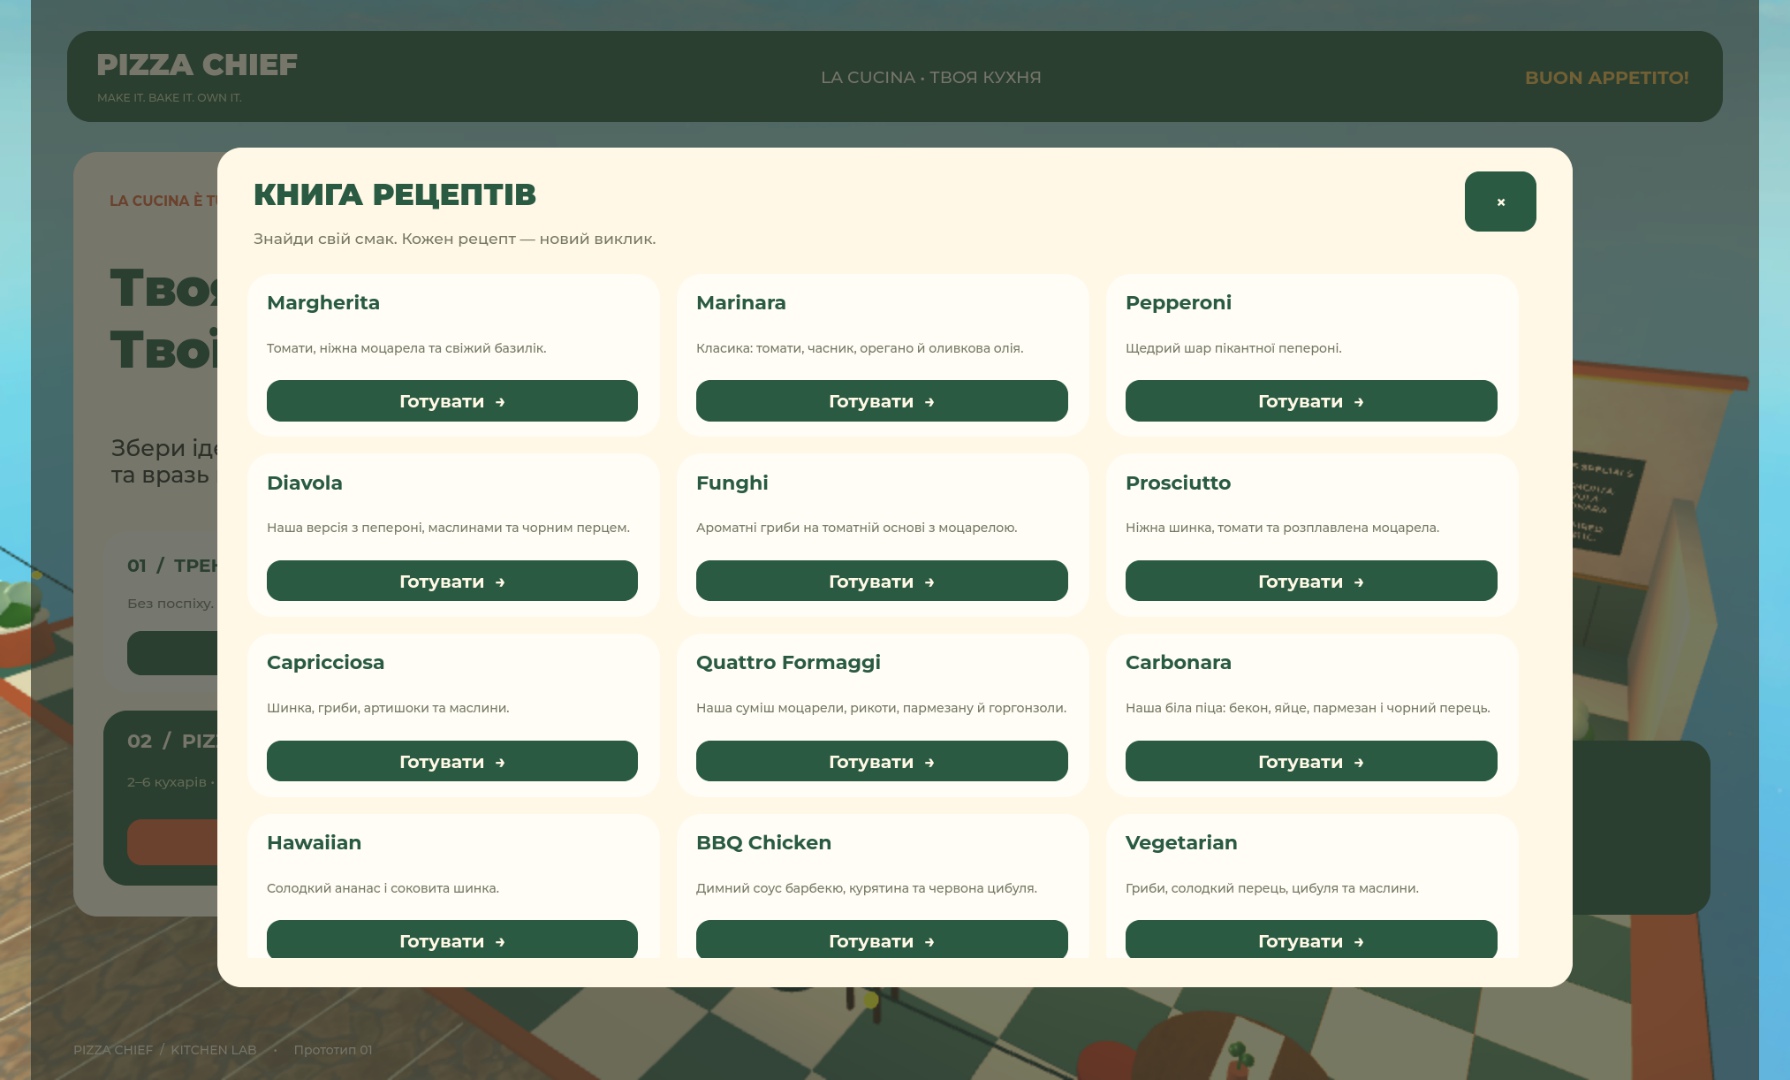 PIZZA CHIEF
MAKE IT. BAKE IT. OWN IT.
LA CUCINA • ТВОЯ КУХНЯ
BUON APPETITO!
LA CUCINA È
Збери
та вразь
01 / ТРЕН
Без поспіху.
02 / PIZ
2–6 кухарів •
КНИГА РЕЦЕПТІВ
×
Знайди свій смак. Кожен рецепт — новий виклик.
Margherita
Томати, ніжна моцарела та свіжий базилік.
Готувати →
Marinara
Класика: томати, часник, орегано й оливкова олія.
Готувати →
Pepperoni
Щедрий шар пікантної пепероні.
Готувати →
Diavola
Наша версія з пепероні, маслинами та чорним перцем.
Готувати →
Funghi
Ароматні гриби на томатній основі з моцарелою.
Готувати →
Prosciutto
Ніжна шинка, томати та розплавлена моцарела.
Готувати →
Capricciosa
Шинка, гриби, артишоки та маслини.
Готувати →
Quattro Formaggi
Наша суміш моцарели, рикоти, пармезану й горгонзоли.
Готувати →
Carbonara
Наша біла піца: бекон, яйце, пармезан і чорний перець.
Готувати →
Hawaiian
Солодкий ананас і соковита шинка.
Готувати →
BBQ Chicken
Димний соус барбекю, курятина та червона цибуля.
Готувати →
Vegetarian
Гриби, солодкий перець, цибуля та маслини.
Готувати →
PIZZA CHIEF / KITCHEN LAB • Прототип 01